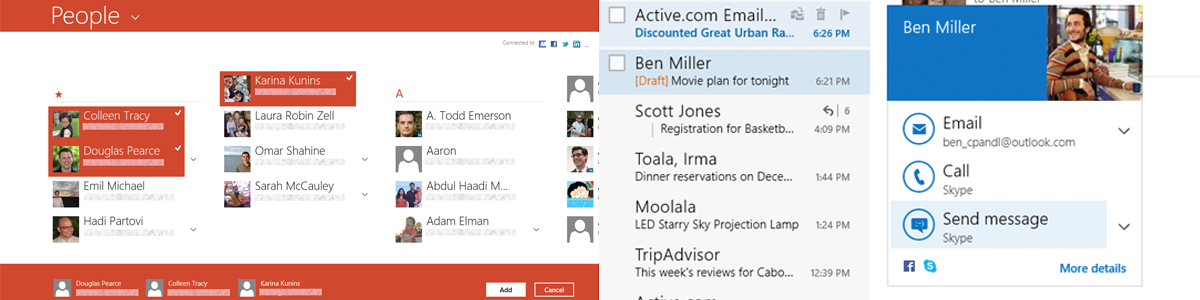 People
Connected to:
...
★
Colleen Tracy
Douglas Pearce
Emil Michael
Hadi Partovi
Karina Kunins
Laura Robin Zell
Omar Shahine
Sarah McCauley
A
A. Todd Emerson
Aaron
Abdul Haadi M...
Adam Elman
Douglas Pearce
Colleen Tracy
Karina Kunins
Add
Cancel
Active.com Email...
Discounted Great Urban Ra... 6:26 PM
Ben Miller
[Draft] Movie plan for tonight 6:21 PM
Scott Jones 6
Registration for Basketb... 4:09 PM
Toala, Irma
Dinner reservations on Dece... 1:44 PM
Moolala
LED Starry Sky Projection Lamp 1:24 PM
TripAdvisor
This week's reviews for Cabo... 12:39 PM
Active.com
to Ben Miller
Ben Miller
Email
ben_cpandl@outlook.com
Call
Skype
Send message
Skype
More details